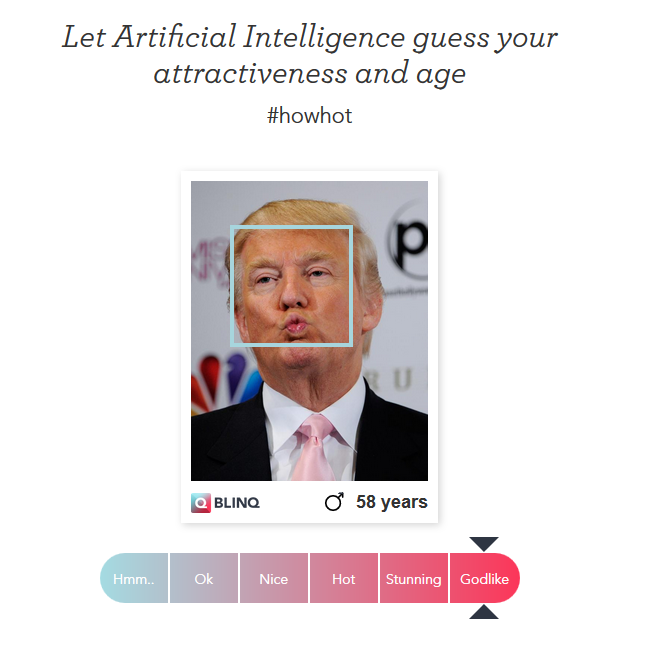 Let Artificial Intelligence guess your
attractiveness and age
#howhot
p
R U
BLINQ
58 years
Hmm..
Ok
Nice
Hot
Stunning
Godlike